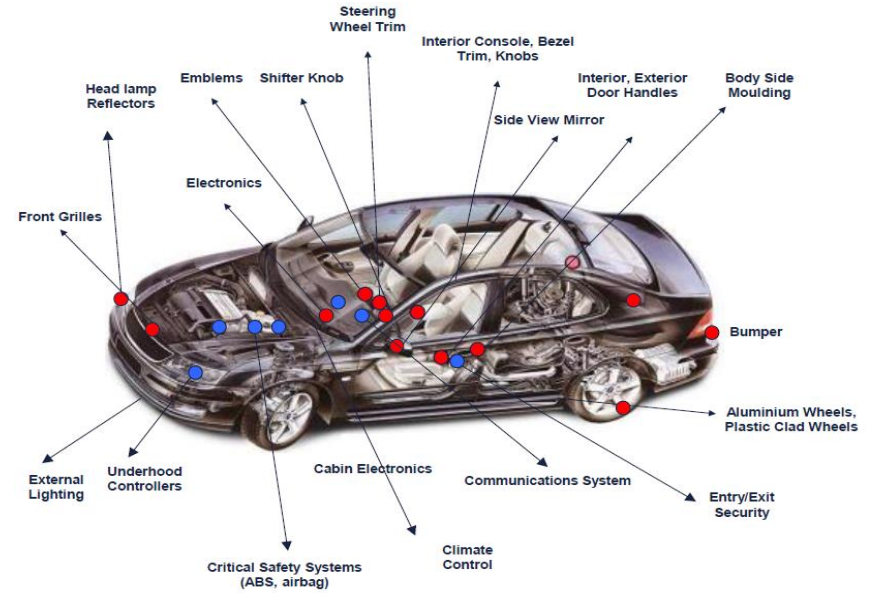 Steering
Wheel Trim
Interior Console, Bezel
Trim, Knobs
Emblems
Shifter Knob
Interior, Exterior
Door Handles
Body Side
Moulding
Head lamp
Reflectors
Side View Mirror
Electronics
Front Grilles
Bumper
Aluminium Wheels,
Plastic Clad Wheels
External
Lighting
Underhood
Controllers
Cabin Electronics
Communications System
Entry/Exit
Security
Critical Safety Systems
(ABS, airbag)
Climate
Control